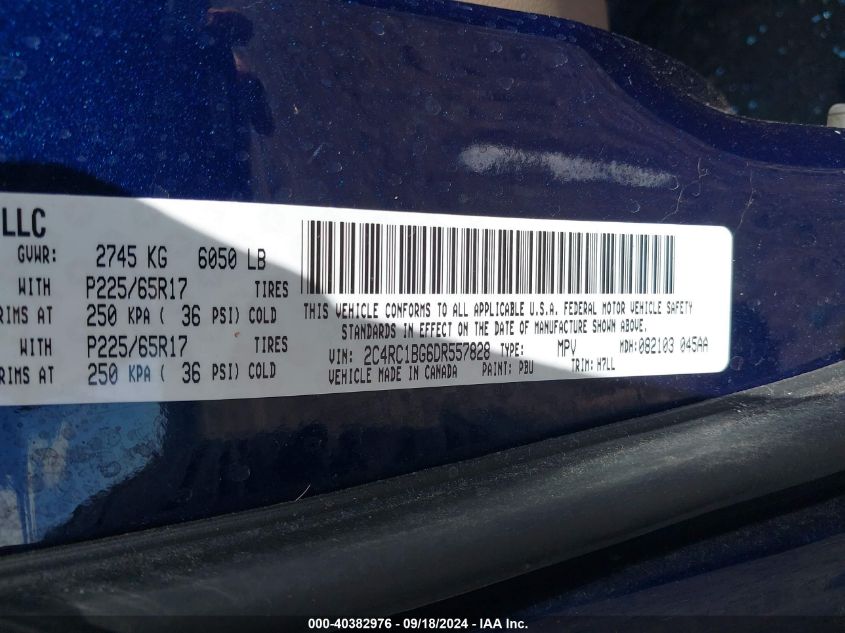 LLC
GVWR: 2745 KG 6050 LB
WITH P225/65R17 TIRES
RIMS AT 250 KPA ( 36 PSI) COLD
WITH P225/65R17 TIRES
RIMS AT 250 KPA ( 36 PSI) COLD
THIS VEHICLE CONFORMS TO ALL APPLICABLE U.S.A. FEDERAL MOTOR VEHICLE SAFETY
STANDARDS IN EFFECT ON THE DATE OF MANUFACTURE SHOWN ABOVE.
VIN: 2C4RC1BG6DR557828 TYPE: MPV MDH: 082103 045AA
VEHICLE MADE IN CANADA PAINT: PBU TRIM: H7LL
000-40382976 - 09/18/2024 - IAA Inc.